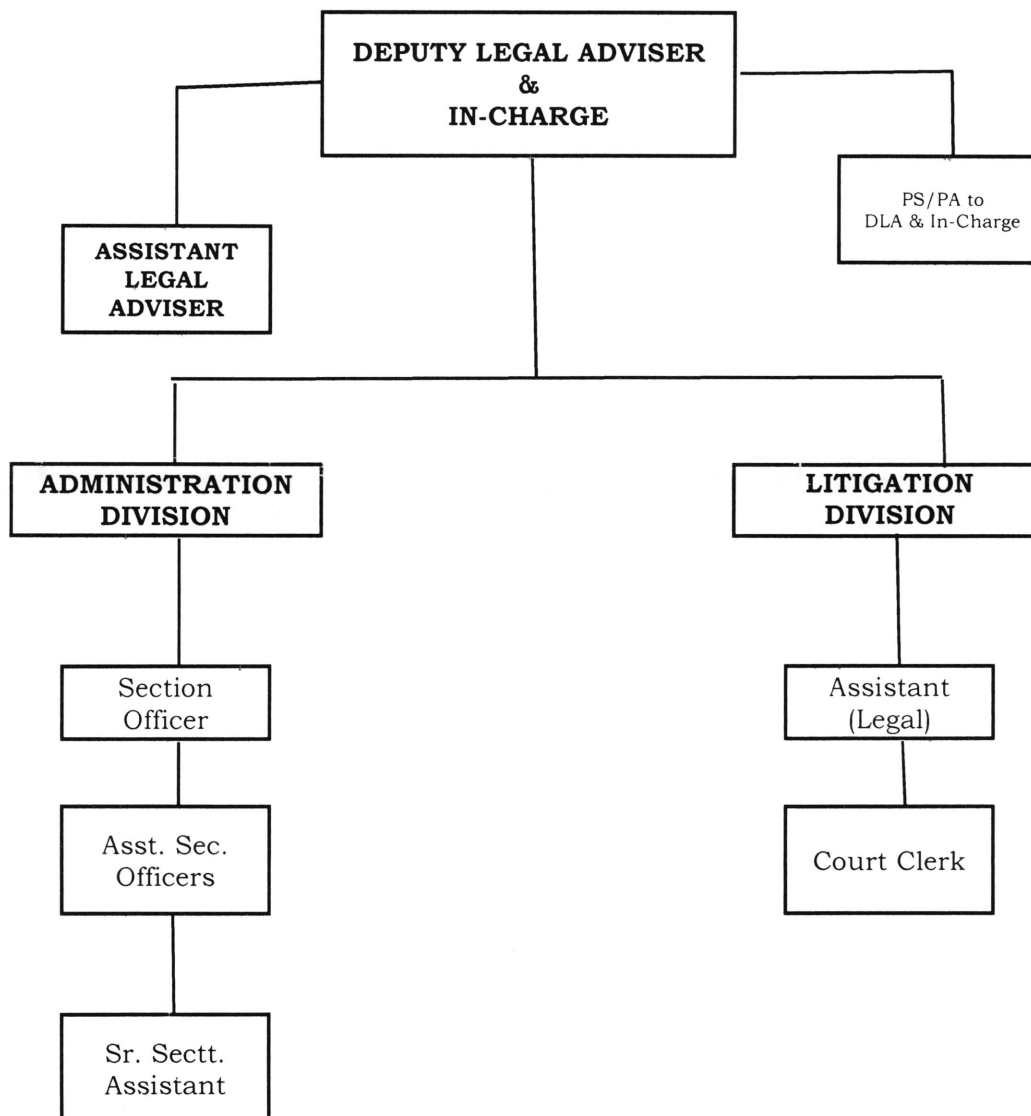 DEPUTY LEGAL ADVISER
&
IN-CHARGE
PS/PA to
DLA & In-Charge
ASSISTANT
LEGAL
ADVISER
ADMINISTRATION
DIVISION
LITIGATION
DIVISION
Section
Officer
Assistant
(Legal)
Asst. Sec.
Officers
Court Clerk
Sr. Sectt.
Assistant